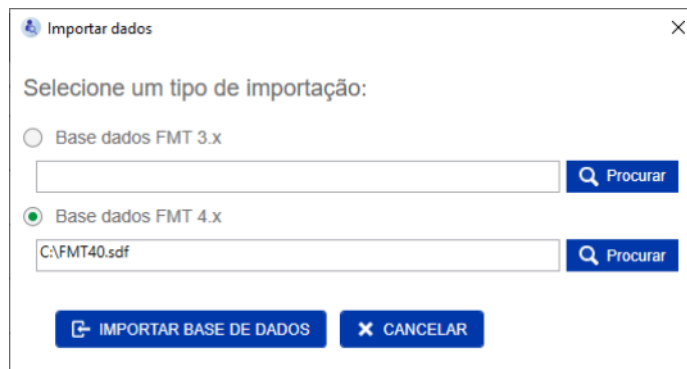 Importar dados
Selecione um tipo de importação:
Base dados FMT 3.x
Procurar
Base dados FMT 4.x
C:\FMT40.sdf
Procurar
IMPORTAR BASE DE DADOS
CANCELAR